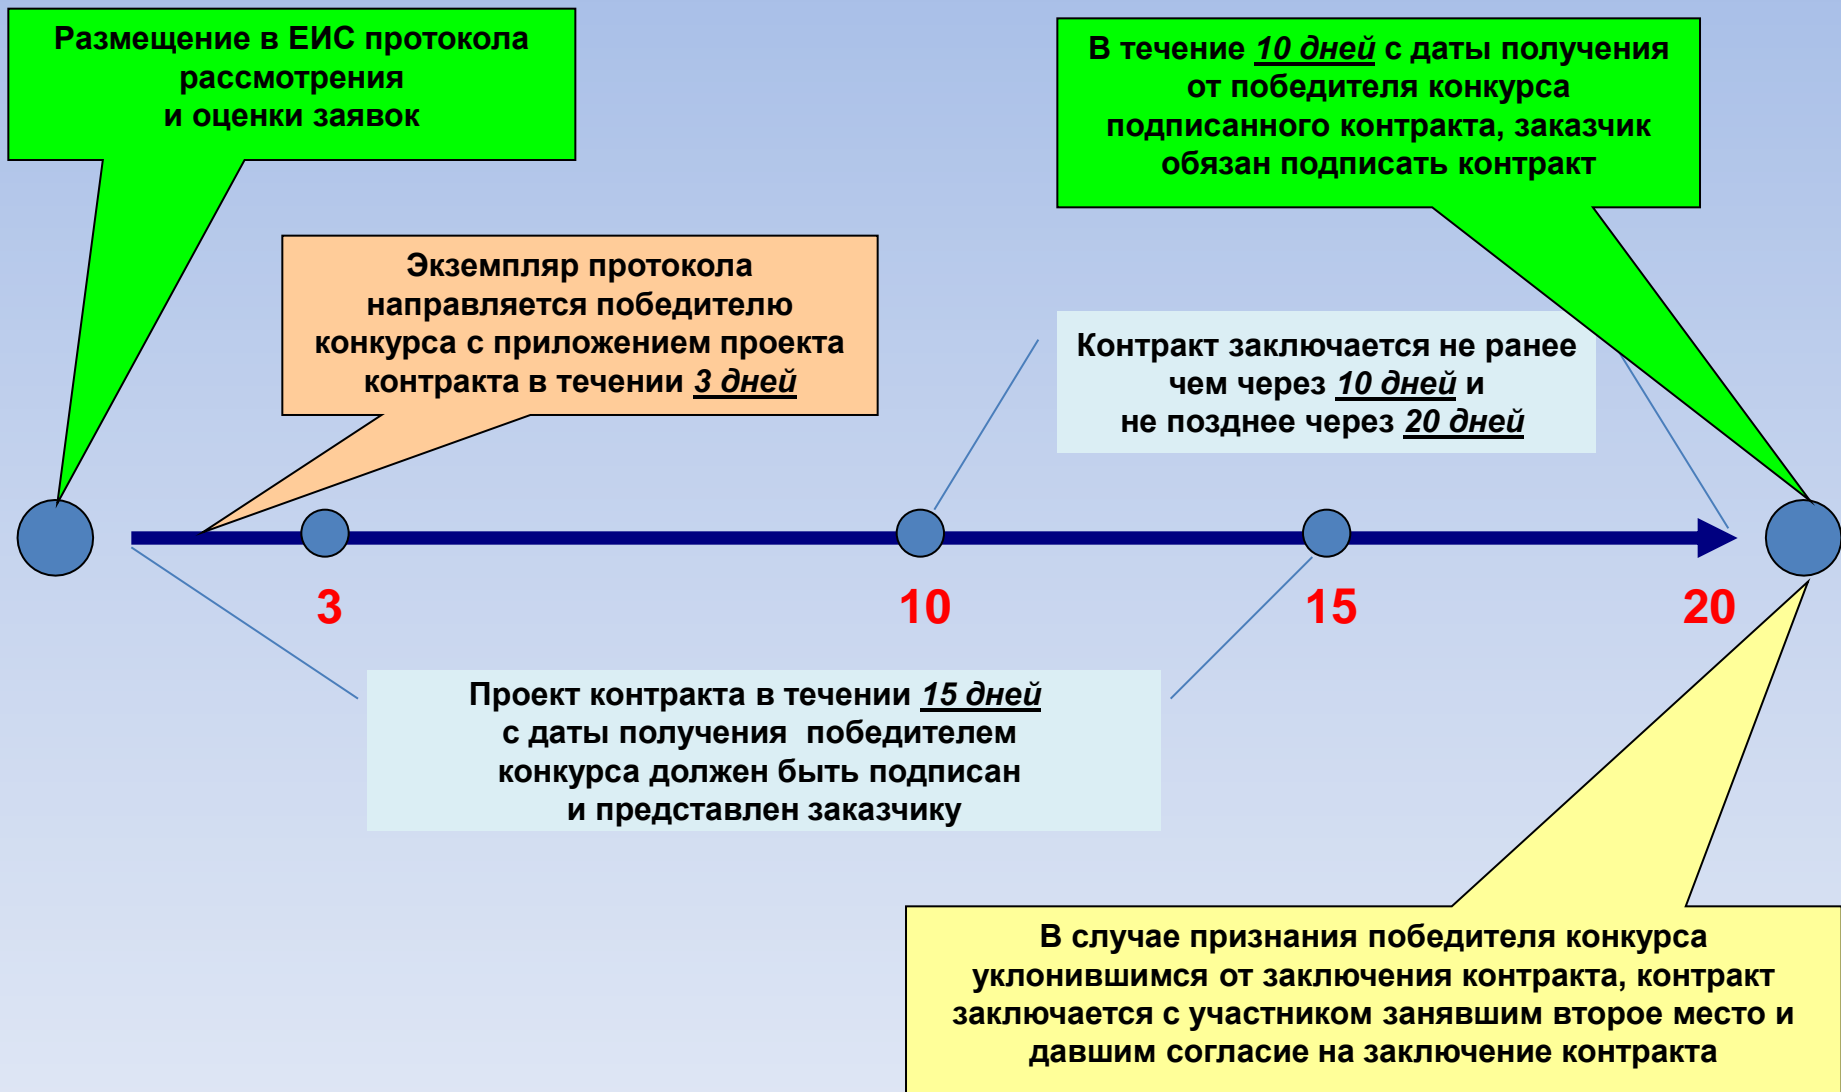 Размещение в ЕИС протокола
рассмотрения
и оценки заявок
В течение 10 дней с даты получения
от победителя конкурса
подписанного контракта, заказчик
обязан подписать контракт
Экземпляр протокола
направляется победителю
конкурса с приложением проекта
контракта в течении 3 дней
Контракт заключается не ранее
чем через 10 дней и
не позднее через 20 дней
3
10
15
20
Проект контракта в течении 15 дней
с даты получения победителем
конкурса должен быть подписан
и представлен заказчику
В случае признания победителя конкурса
уклонившимся от заключения контракта, контракт
заключается с участником занявшим второе место и
давшим согласие на заключение контракта